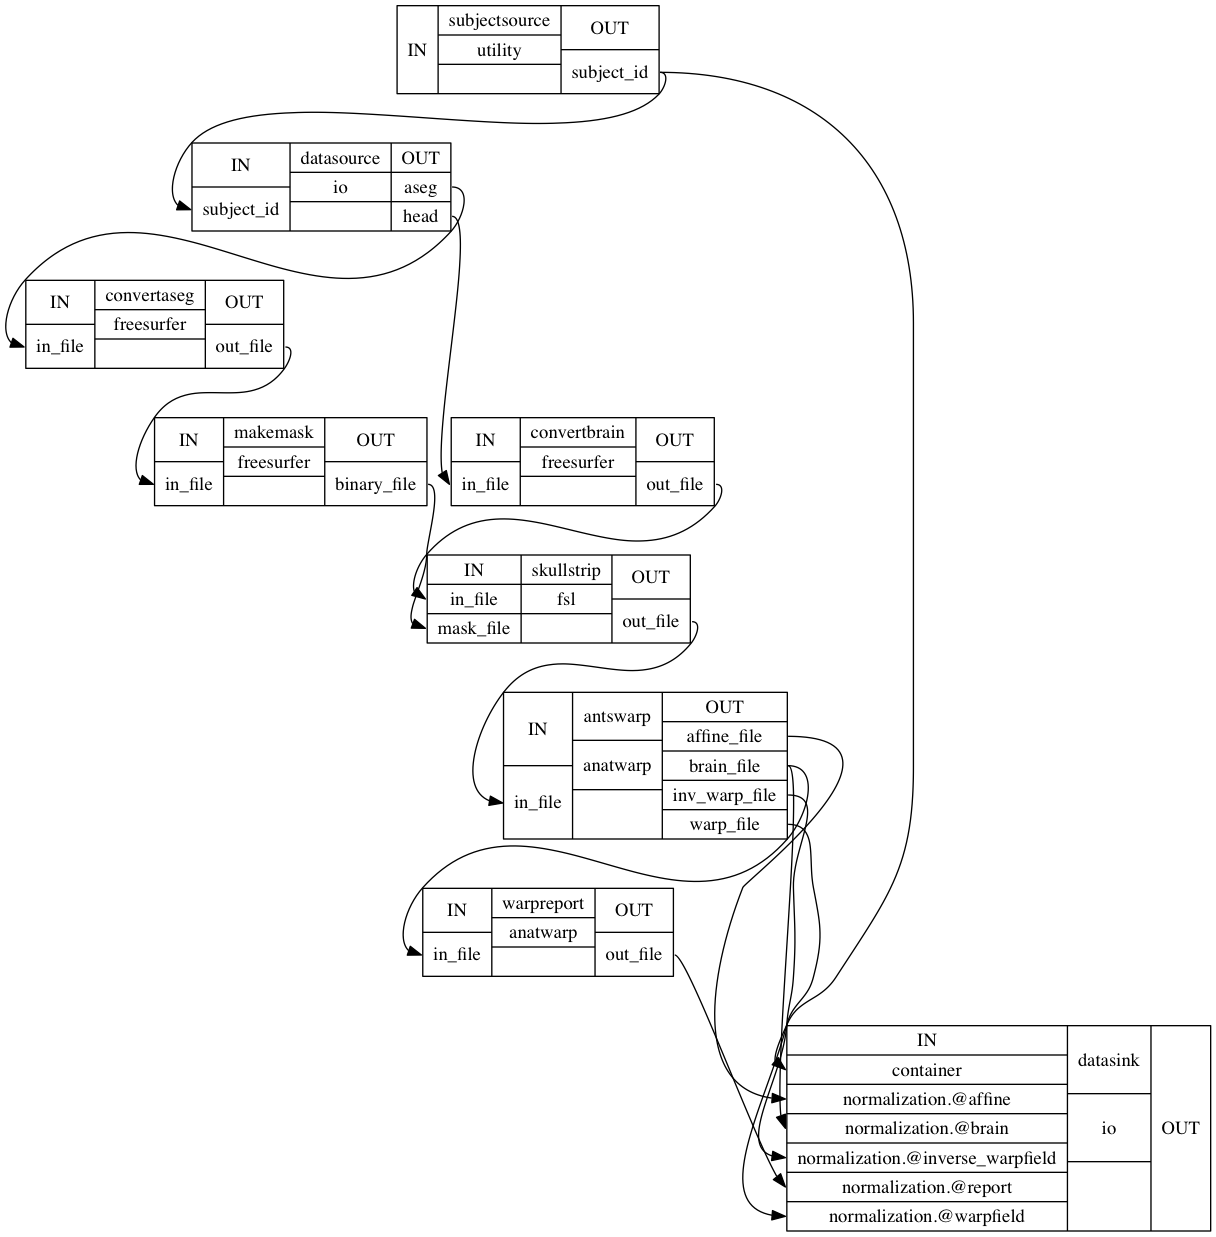 subjectsource
OUT
IN
utility
subject_id
IN
datasource
OUT
io
aseg
subject_id
head
IN
convertaseg
OUT
freesurfer
in_file
out_file
IN
makemask
OUT
freesurfer
in_file
binary_file
IN
convertbrain
OUT
freesurfer
in_file
out_file
IN
skullstrip
OUT
in_file
fsl
mask_file
out_file
IN
antswarp
OUT
affine_file
anatwarp
brain_file
in_file
inv_warp_file
warp_file
IN
warpreport
OUT
anatwarp
in_file
out_file
IN
container
datasink
normalization.@affine
normalization.@brain
io
OUT
normalization.@inverse_warpfield
normalization.@report
normalization.@warpfield